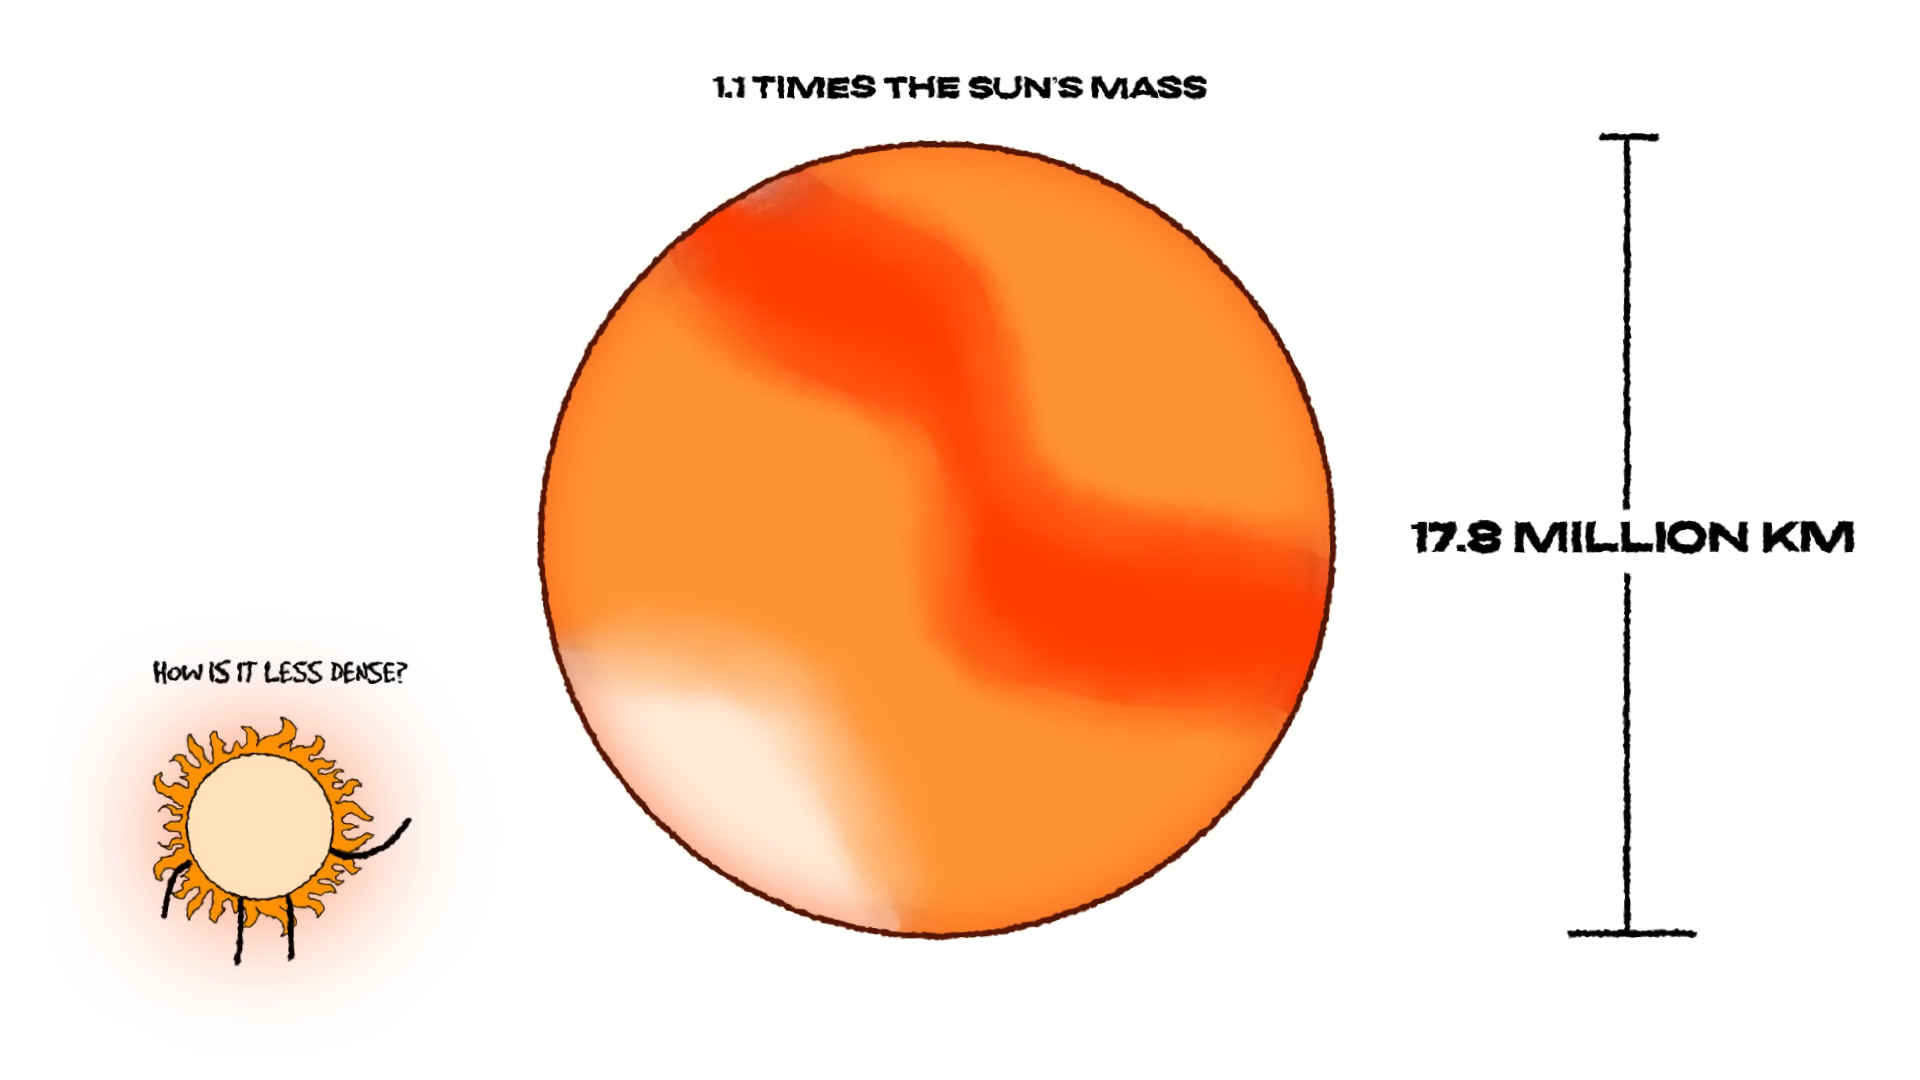 1.1 TIMES THE SUN'S MASS
17.8 MILLION KM
HOW IS IT LESS DENSE?